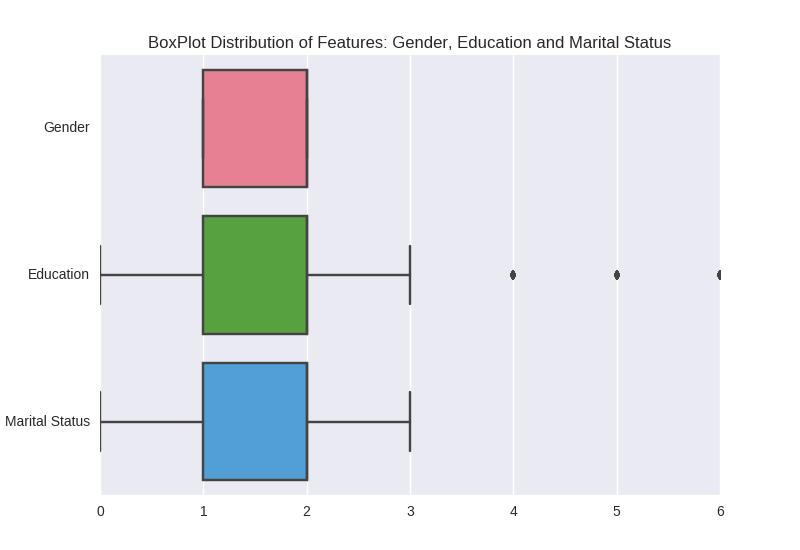 BoxPlot Distribution of Features: Gender, Education and Marital Status
Gender
Education
Marital Status
0 1 2 3 4 5 6